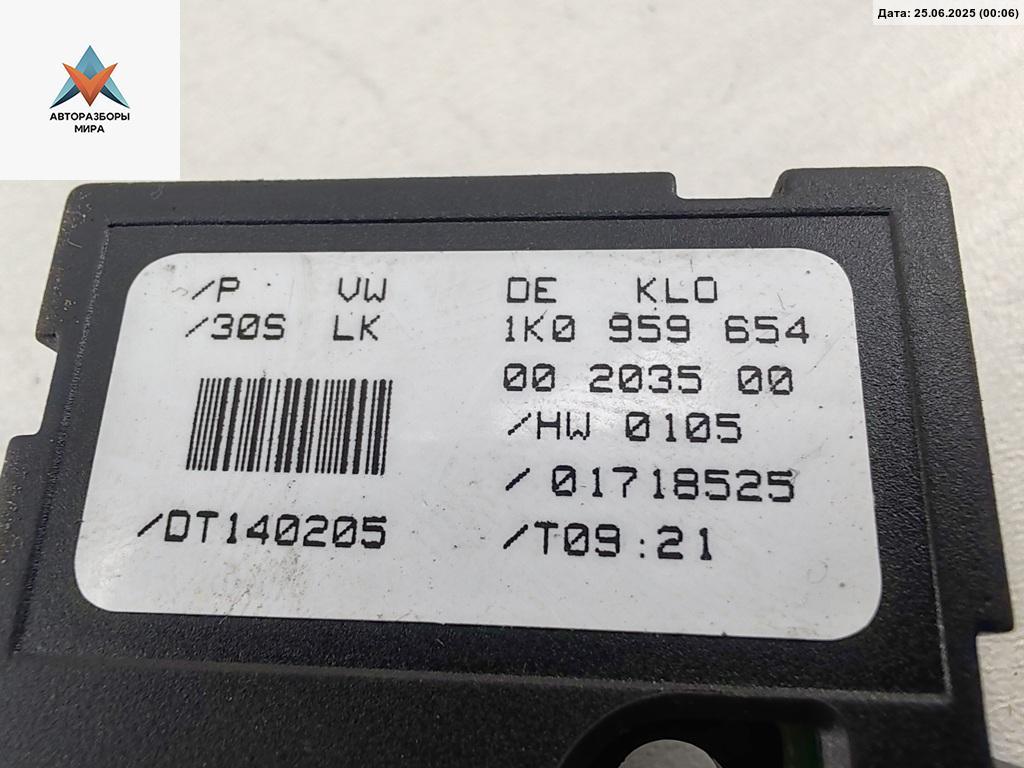 Дата: 25.06.2025 (00:06)
АВТОРАЗБОРЫ
МИРА
/P VW DE KLO
/30S LK 1K0 959 654
00 2035 00
/HW 0105
/01718525
/DT140205 /T09:21